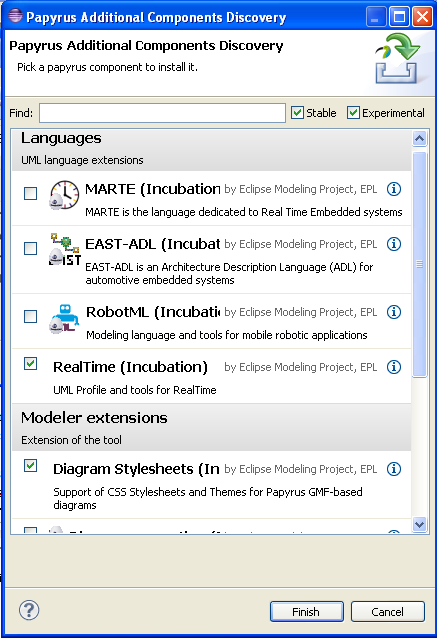 Papyrus Additional Components Discovery
Papyrus Additional Components Discovery
Pick a papyrus component to install it.
Find:
Stable
Experimental
Languages
UML language extensions
MARTE (Incubation by Eclipse Modeling Project, EPL
MARTE is the language dedicated to Real Time Embedded systems
EAST-ADL (Incubat by Eclipse Modeling Project, EPL
EAST-ADL is an Architecture Description Language (ADL) for
automotive embedded systems
RobotML (Incubatio by Eclipse Modeling Project, EPL
Modeling language and tools for mobile robotic applications
RealTime (Incubation) by Eclipse Modeling Project, EPL
UML Profile and tools for RealTime
Modeler extensions
Extension of the tool
Diagram Stylesheets (In by Eclipse Modeling Project, EPL
Support of CSS Stylesheets and Themes for Papyrus GMF-based
diagrams
?
Finish
Cancel